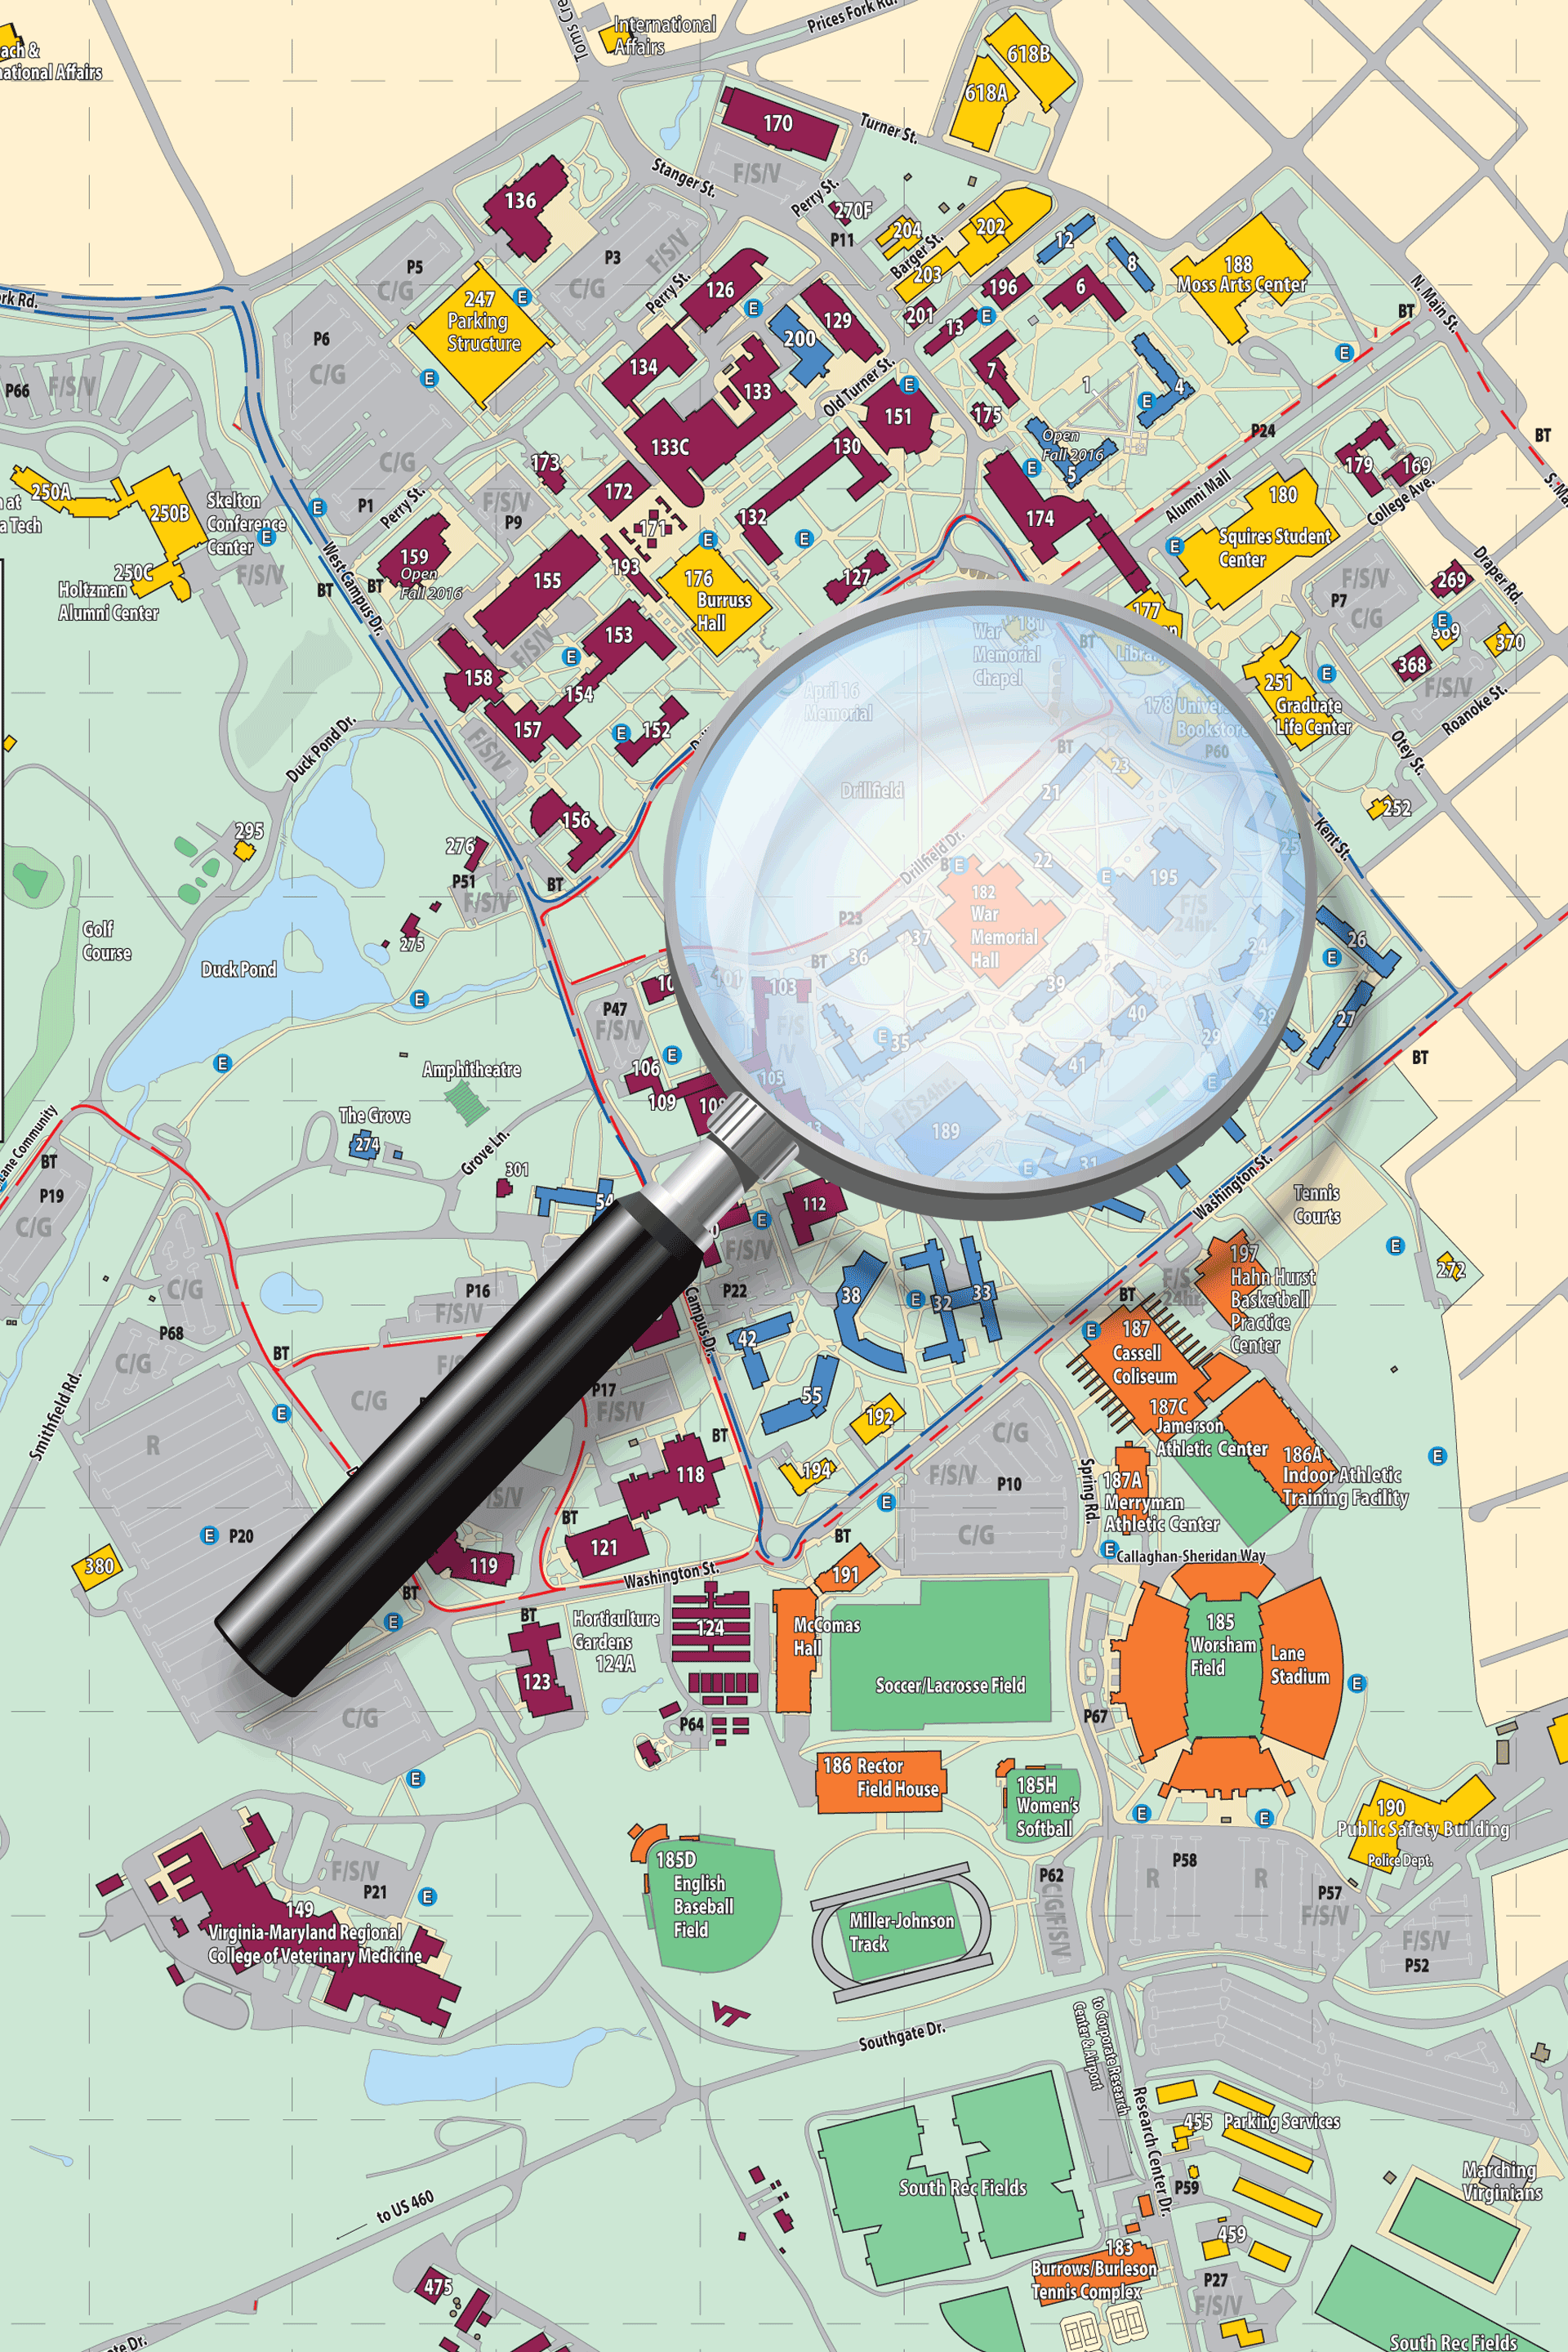 International
Affairs
Prices Fork Rd.
Toms Cre
ach &
national Affairs
618B
618A
170
Turner St.
F/S/V
Stanger St.
Perry St.
270F
P11
204
Barger St.
202
203
12
8
136
P5
C/G
P3
F/S/V
C/G
247
Parking
Structure
Perry St.
126
129
200
201
13
196
6
188
Moss Arts Center
N. Main St.
BT
ork Rd.
P6
C/G
P66
F/S/V
134
133
133C
Old Turner St.
151
7
175
1
4
Open
Fall 2016
5
P24
BT
S. Ma
179
169
College Ave.
Alumni Mall
180
Squires Student
Center
130
132
172
173
171
174
C/G
P1
Perry St.
F/S/V
P9
250A
250B
250C
Skelton
Conference
Center
Holtzman
Alumni Center
n at
a Tech
F/S/V
West Campus Dr.
BT
BT
159
Open
Fall 2016
155
193
176
Burruss
Hall
127
177
F/S/V
P7
C/G
269
Draper Rd.
369
370
368
F/S/V
Roanoke St.
Otey St.
251
Graduate
Life Center
252
153
F/S/V
154
158
157
152
F/S/V
156
Duck Pond Dr.
295
276
P51
F/S/V
275
BT
Golf
Course
Duck Pond
War
Memorial
Chapel
181
BT
Library
April 16
Memorial
178 Univers
Bookstore
P60
BT
23
Drillfield
21
22
Drillfield Dr.
195
F/S
24hr.
25
Kent St.
182
War
Memorial
Hall
P23
BT
36
37
39
40
41
35
24
28
29
26
27
BT
101
103
F/S
/V
105
F/S 24hr.
189
31
P47
F/S/V
106
109
108
Amphitheatre
The Grove
274
Grove Ln.
301
54
112
F/S/V
P22
Washington St.
Tennis
Courts
272
BT
P19
C/G
Lane Community
C/G
P68
C/G
P16
F/S/V
BT
Smithfield Rd.
R
C/G
P20
380
Campus Dr.
P17
F/S/V
38
32
33
42
55
192
194
BT
118
BT
121
119
BT
BT
Washington St.
BT
197
Hahn Hurst
Basketball
Practice
Center
F/S
24hr.
BT
187
Cassell
Coliseum
187C
Jamerson
Athletic Center
186A
Indoor Athletic
Training Facility
187A
Merryman
Athletic Center
Callaghan-Sheridan Way
Spring Rd.
C/G
F/S/V
P10
C/G
191
McComas
Hall
Horticulture
Gardens
124A
124
123
P64
C/G
Soccer/Lacrosse Field
P67
185
Worsham
Field
Lane
Stadium
186 Rector
Field House
185H
Women's
Softball
190
Public Safety Building
Police Dept.
P58
R
R
P57
F/S/V
F/S/V
P52
P62
C/G/F/S/V
185D
English
Baseball
Field
Miller-Johnson
Track
F/S/V
P21
149
Virginia-Maryland Regional
College of Veterinary Medicine
VT
Southgate Dr.
to Corporate Research
Center & Airport
Research Center Dr.
455 Parking Services
P59
459
P27
F/S/V
South Rec Fields
183
Burrows/Burleson
Tennis Complex
Marching
Virginians
South Rec Fields
to US 460
475
ate Dr.